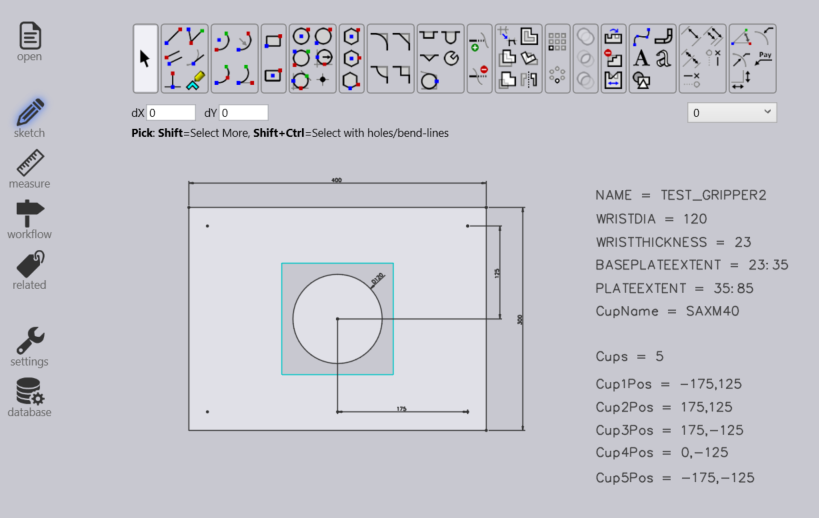 open
sketch
measure
workflow
related
settings
database
A a
Pay
dX 0 dY 0
0
Pick: Shift=Select More, Shift+Ctrl=Select with holes/bend-lines
400
D120
125
300
175
NAME = TEST_GRIPPER2
WRISTDIA = 120
WRISTTHICKNESS = 23
BASEPLATEEXTENT = 23:35
PLATEEXTENT = 35:85
CupName = SAXM40
Cups = 5
Cup1Pos = −175,125
Cup2Pos = 175,125
Cup3Pos = 175,−125
Cup4Pos = 0,−125
Cup5Pos = −175,−125